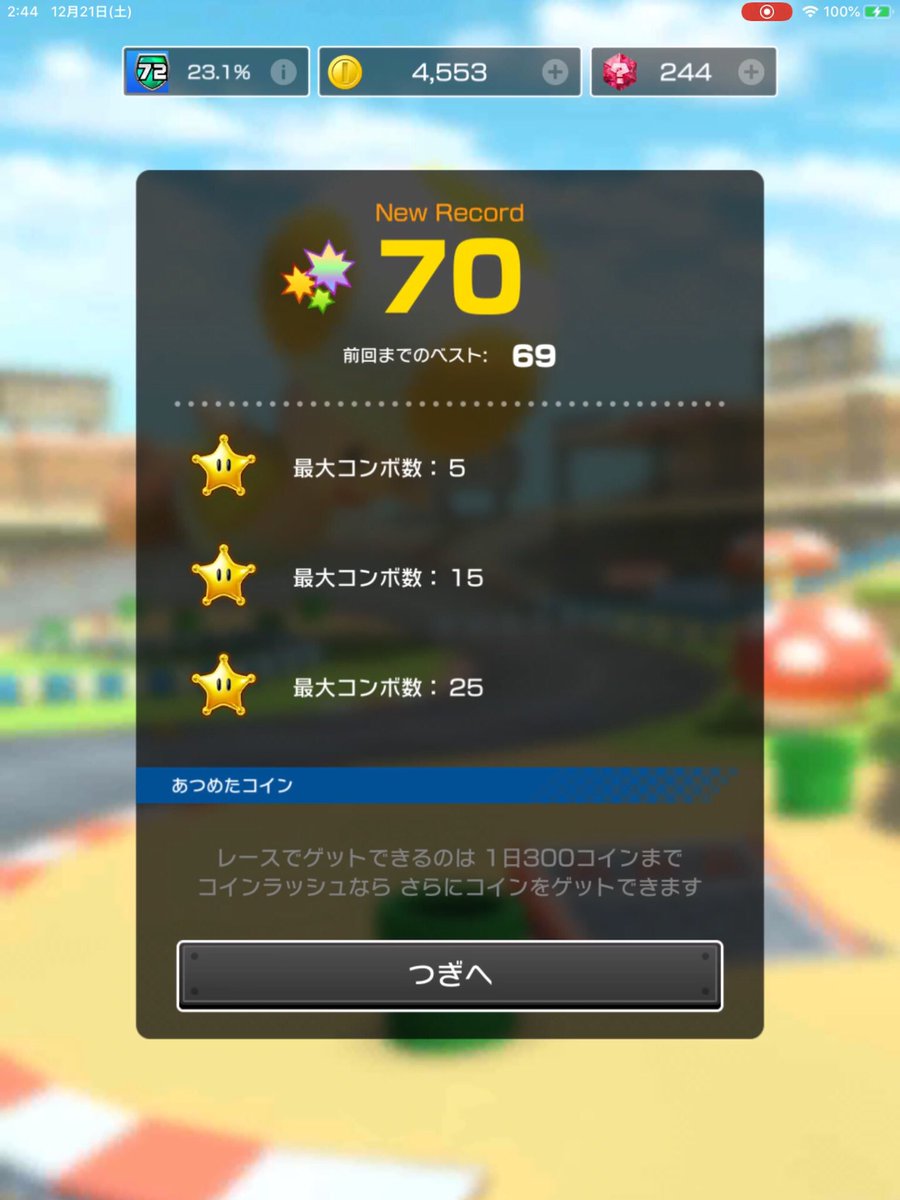 2:44 12月21日(土)
100%
72 23.1% i
4,553 +
? 244 +
New Record
70
前回までのベスト: 69
最大コンボ数：5
最大コンボ数：15
最大コンボ数：25
あつめたコイン
レースでゲットできるのは 1日300コインまで
コインラッシュなら さらにコインをゲットできます
つぎへ